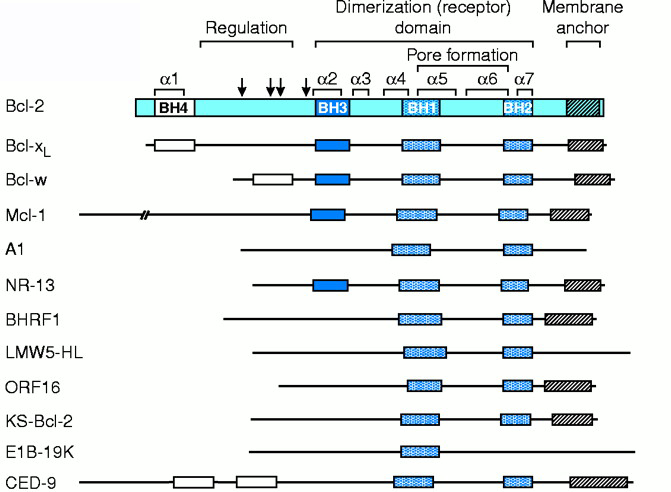 Dimerization (receptor)
domain
Membrane
anchor
Regulation
Pore formation
α1
α2
α3
α4
α5
α6
α7
Bcl-2
BH4
BH3
BH1
BH2
Bcl-xL
Bcl-w
Mcl-1
A1
NR-13
BHRF1
LMW5-HL
ORF16
KS-Bcl-2
E1B-19K
CED-9